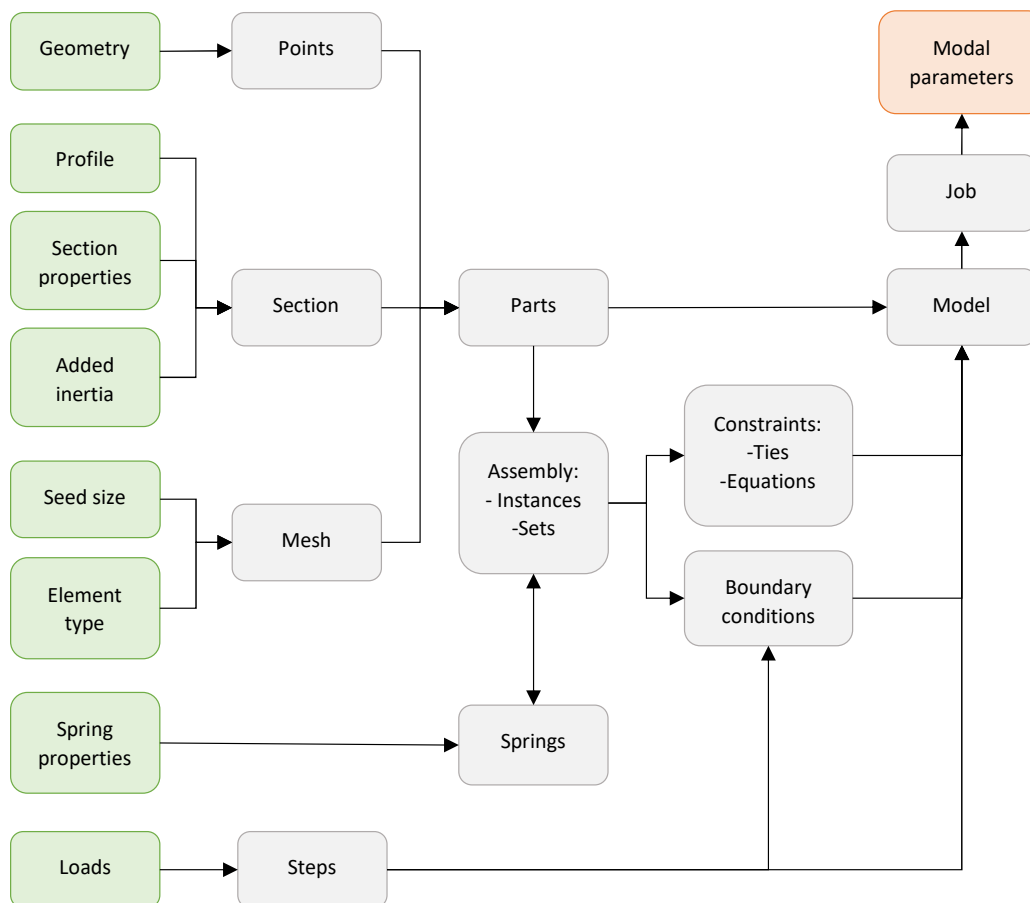 Geometry
Points
Modal
parameters
Profile
Job
Section
properties
Section
Parts
Model
Added
inertia
Constraints:
-Ties
-Equations
Assembly:
- Instances
-Sets
Seed size
Mesh
Element
type
Boundary
conditions
Spring
properties
Springs
Loads
Steps